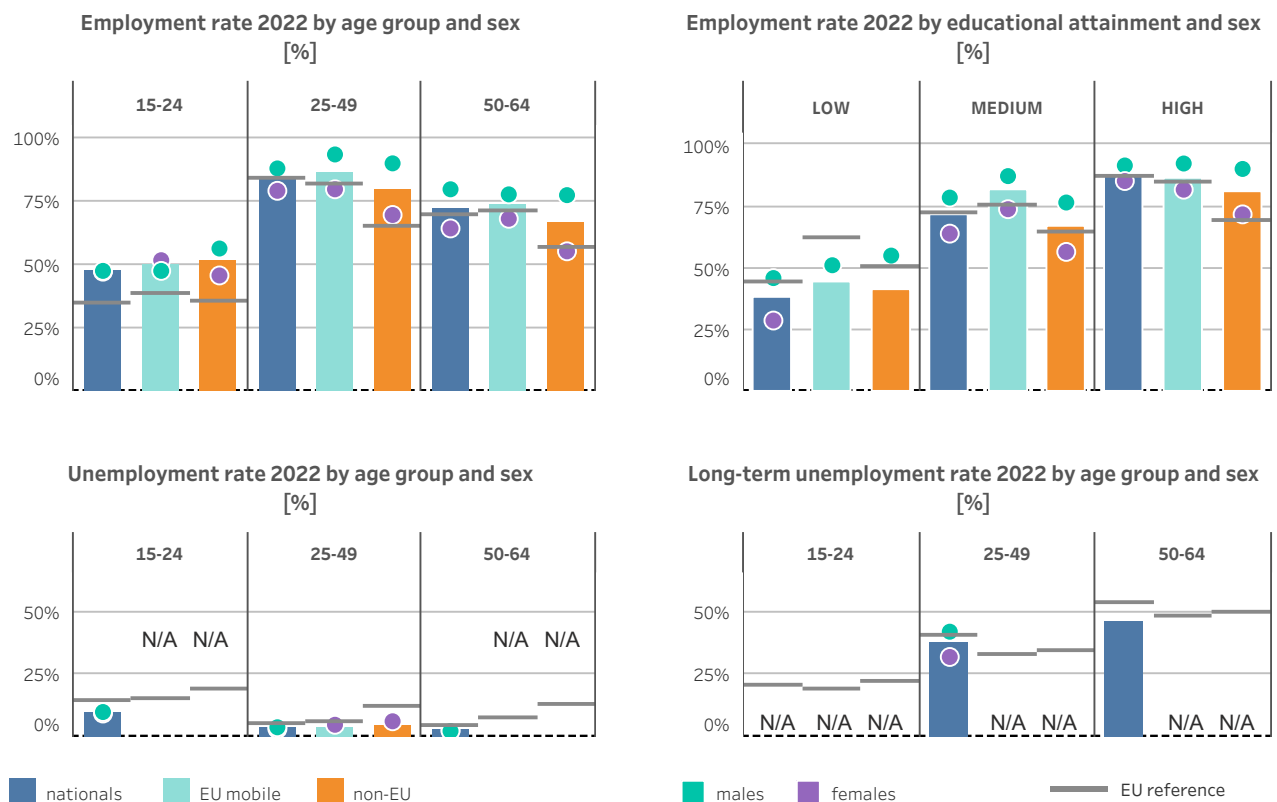 Employment rate 2022 by age group and sex
[%]
15-24
25-49
50-64
100%
75%
50%
25%
0%
Employment rate 2022 by educational attainment and sex
[%]
LOW
MEDIUM
HIGH
100%
75%
50%
25%
0%
Unemployment rate 2022 by age group and sex
[%]
15-24
25-49
50-64
50%
N/A N/A
N/A N/A
25%
0%
Long-term unemployment rate 2022 by age group and sex
[%]
15-24
25-49
50-64
50%
25%
0%
N/A N/A N/A
N/A N/A
N/A N/A
nationals
EU mobile
non-EU
males
females
EU reference